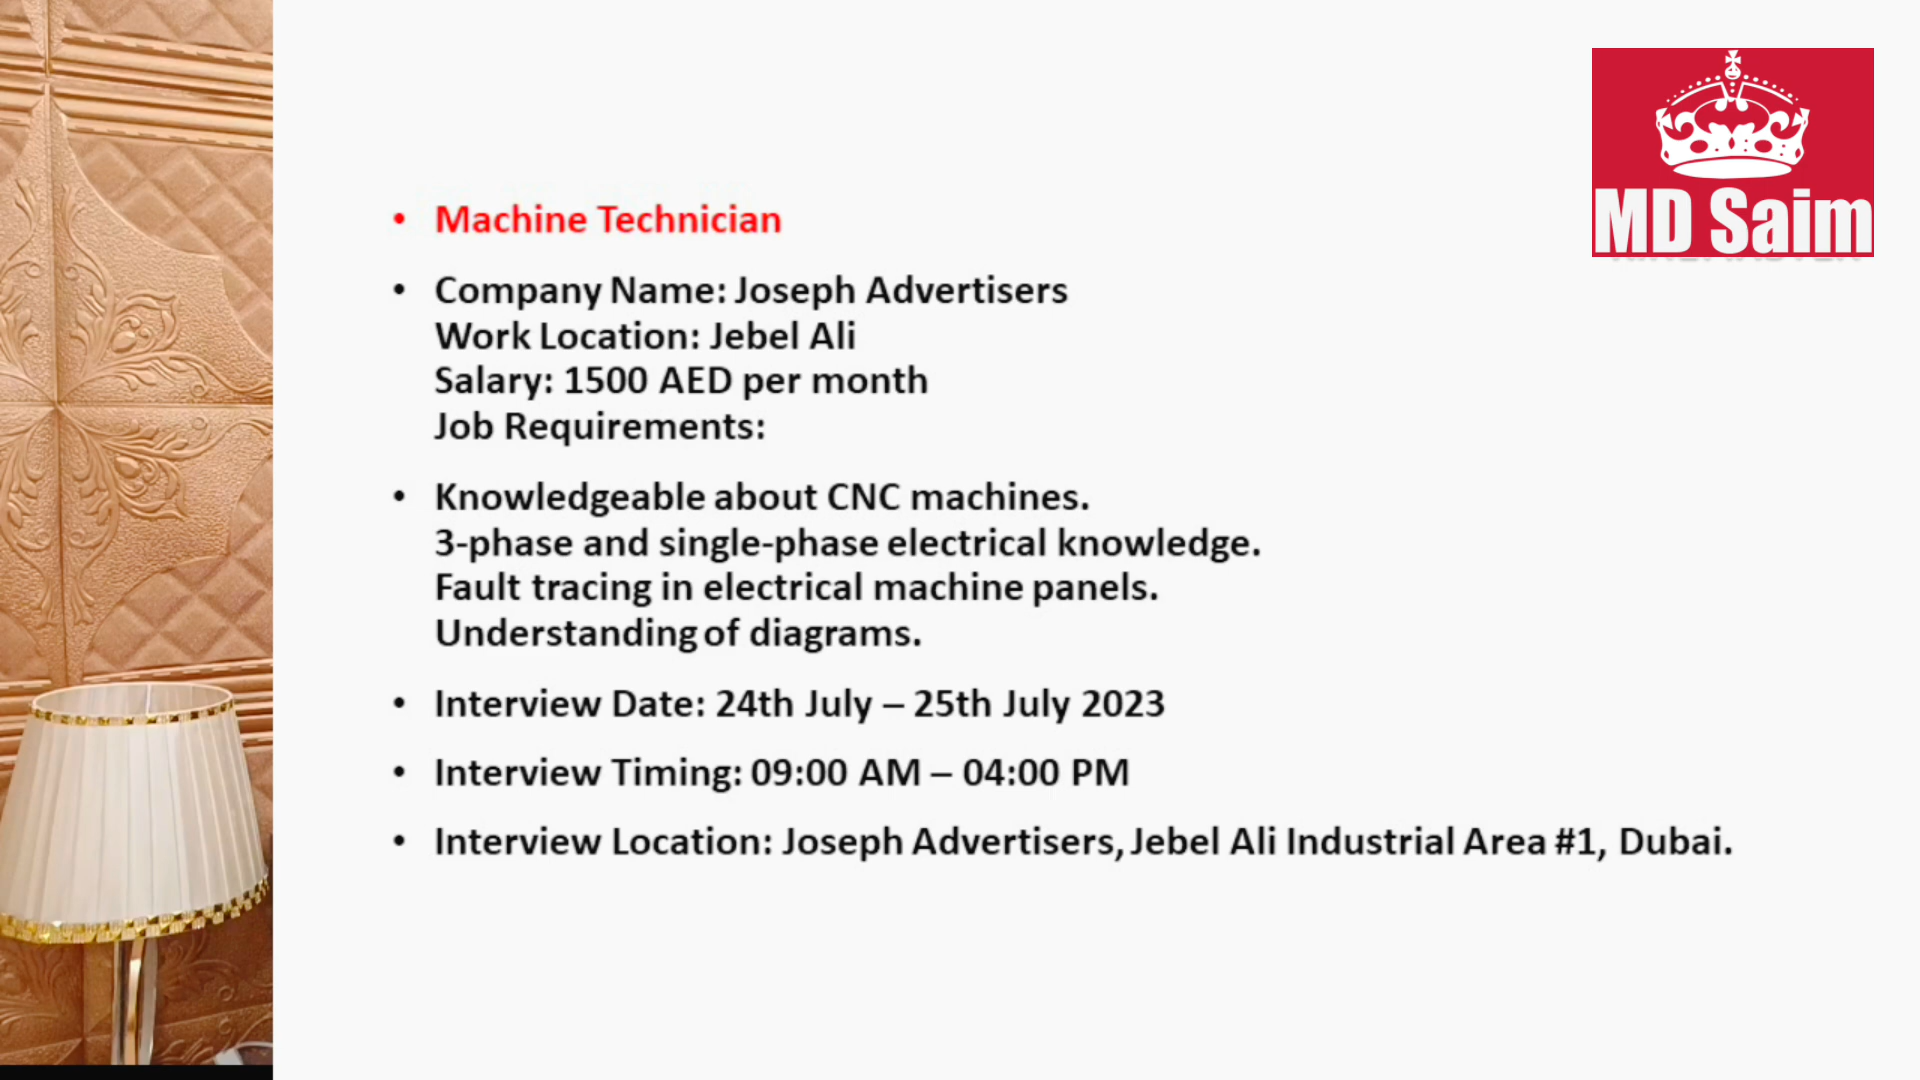 MD Saim
• Machine Technician
• Company Name: Joseph Advertisers
Work Location: Jebel Ali
Salary: 1500 AED per month
Job Requirements:
• Knowledgeable about CNC machines.
3-phase and single-phase electrical knowledge.
Fault tracing in electrical machine panels.
Understanding of diagrams.
• Interview Date: 24th July – 25th July 2023
• Interview Timing: 09:00 AM – 04:00 PM
• Interview Location: Joseph Advertisers, Jebel Ali Industrial Area #1, Dubai.